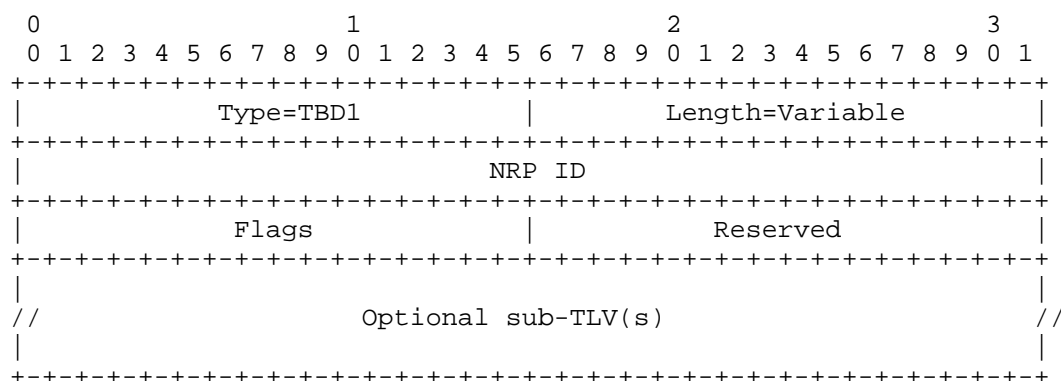 0                   1                   2                   3
 0 1 2 3 4 5 6 7 8 9 0 1 2 3 4 5 6 7 8 9 0 1 2 3 4 5 6 7 8 9 0 1
+-+-+-+-+-+-+-+-+-+-+-+-+-+-+-+-+-+-+-+-+-+-+-+-+-+-+-+-+-+-+-+-+
|            Type=TBD1          |        Length=Variable        |
+-+-+-+-+-+-+-+-+-+-+-+-+-+-+-+-+-+-+-+-+-+-+-+-+-+-+-+-+-+-+-+-+
|                             NRP ID                            |
+-+-+-+-+-+-+-+-+-+-+-+-+-+-+-+-+-+-+-+-+-+-+-+-+-+-+-+-+-+-+-+-+
|             Flags             |           Reserved            |
+-+-+-+-+-+-+-+-+-+-+-+-+-+-+-+-+-+-+-+-+-+-+-+-+-+-+-+-+-+-+-+-+
|                                                               |
//                    Optional sub-TLV(s)                       //
|                                                               |
+-+-+-+-+-+-+-+-+-+-+-+-+-+-+-+-+-+-+-+-+-+-+-+-+-+-+-+-+-+-+-+-+